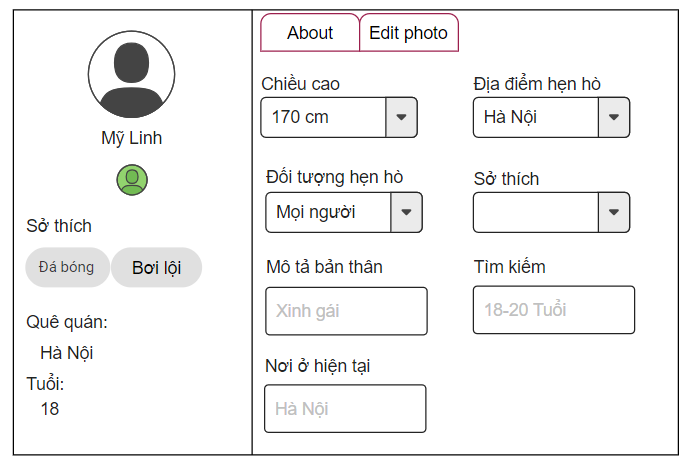 Mỹ Linh
Sở thích
Đá bóng
Bơi lội
Quê quán:
Hà Nội
Tuổi:
18
About
Edit photo
Chiều cao
170 cm
Địa điểm hẹn hò
Hà Nội
Đối tượng hẹn hò
Mọi người
Sở thích
Mô tả bản thân
Xinh gái
Tìm kiếm
18-20 Tuổi
Nơi ở hiện tại
Hà Nội